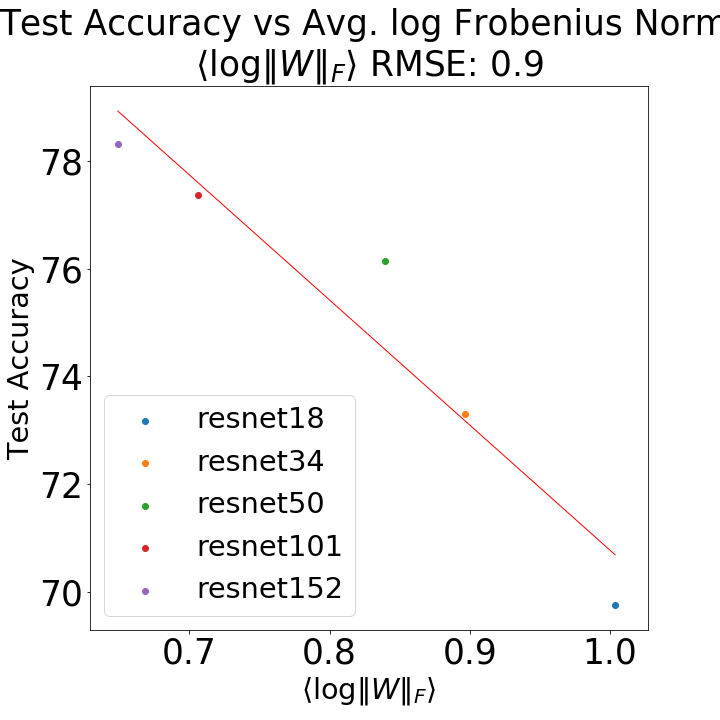 Test Accuracy vs Avg. log Frobenius Norm
⟨log‖W‖F⟩ RMSE: 0.9
78
76
74
72
70
Test Accuracy
resnet18
resnet34
resnet50
resnet101
resnet152
0.7 0.8 0.9 1.0
⟨log‖W‖F⟩